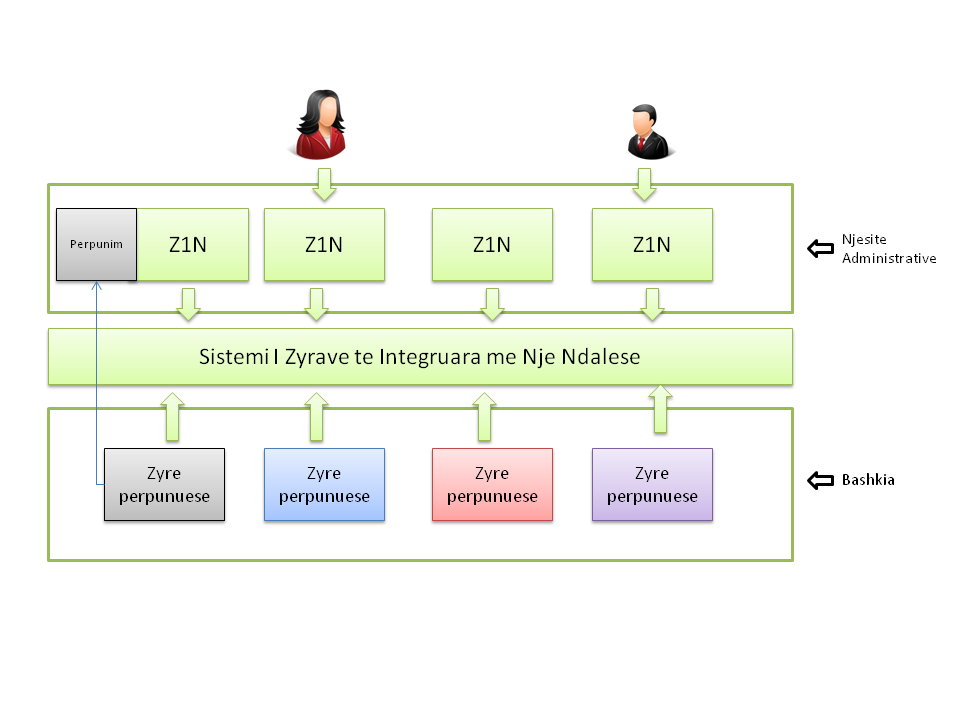 Perpunim
Z1N
Z1N
Z1N
Z1N
Njesite
Administrative
Sistemi I Zyrave te Integruara me Nje Ndalese
Zyre
perpunuese
Zyre
perpunuese
Zyre
perpunuese
Zyre
perpunuese
Bashkia